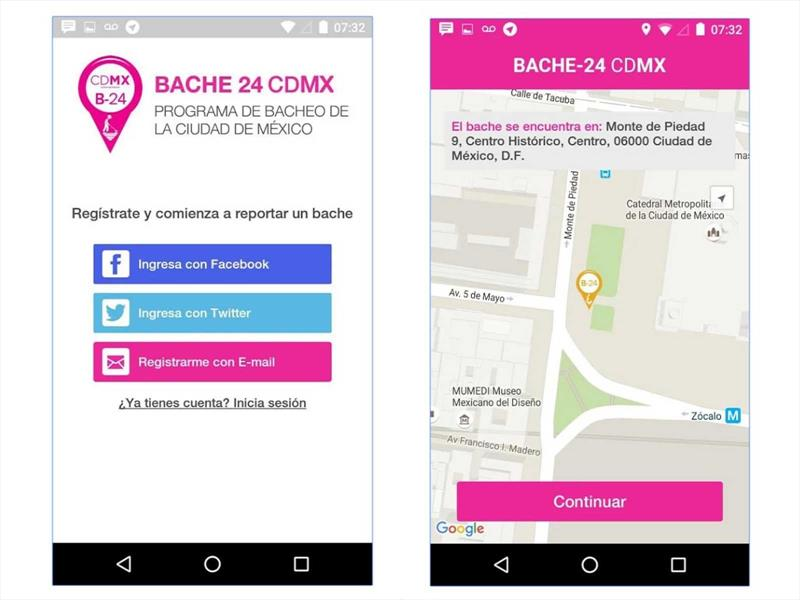 07:32
CDMX
B-24
BACHE 24 CDMX
PROGRAMA DE BACHEO DE
LA CIUDAD DE MÉXICO
Regístrate y comienza a reportar un bache
Ingresa con Facebook
Ingresa con Twitter
Registrarme con E-mail
¿Ya tienes cuenta? Inicia sesión
07:32
BACHE-24 CDMX
Calle de Tacuba
El bache se encuentra en: Monte de Piedad
9, Centro Histórico, Centro, 06000 Ciudad de
México, D.F.
Monte de Piedad
Catedral Metropolita
de la Ciudad de México
B-24
Av. 5 de Mayo
MUMEDI Museo
Mexicano del Diseño
Zócalo
M
Av Francisco I. Madero
Continuar
Google